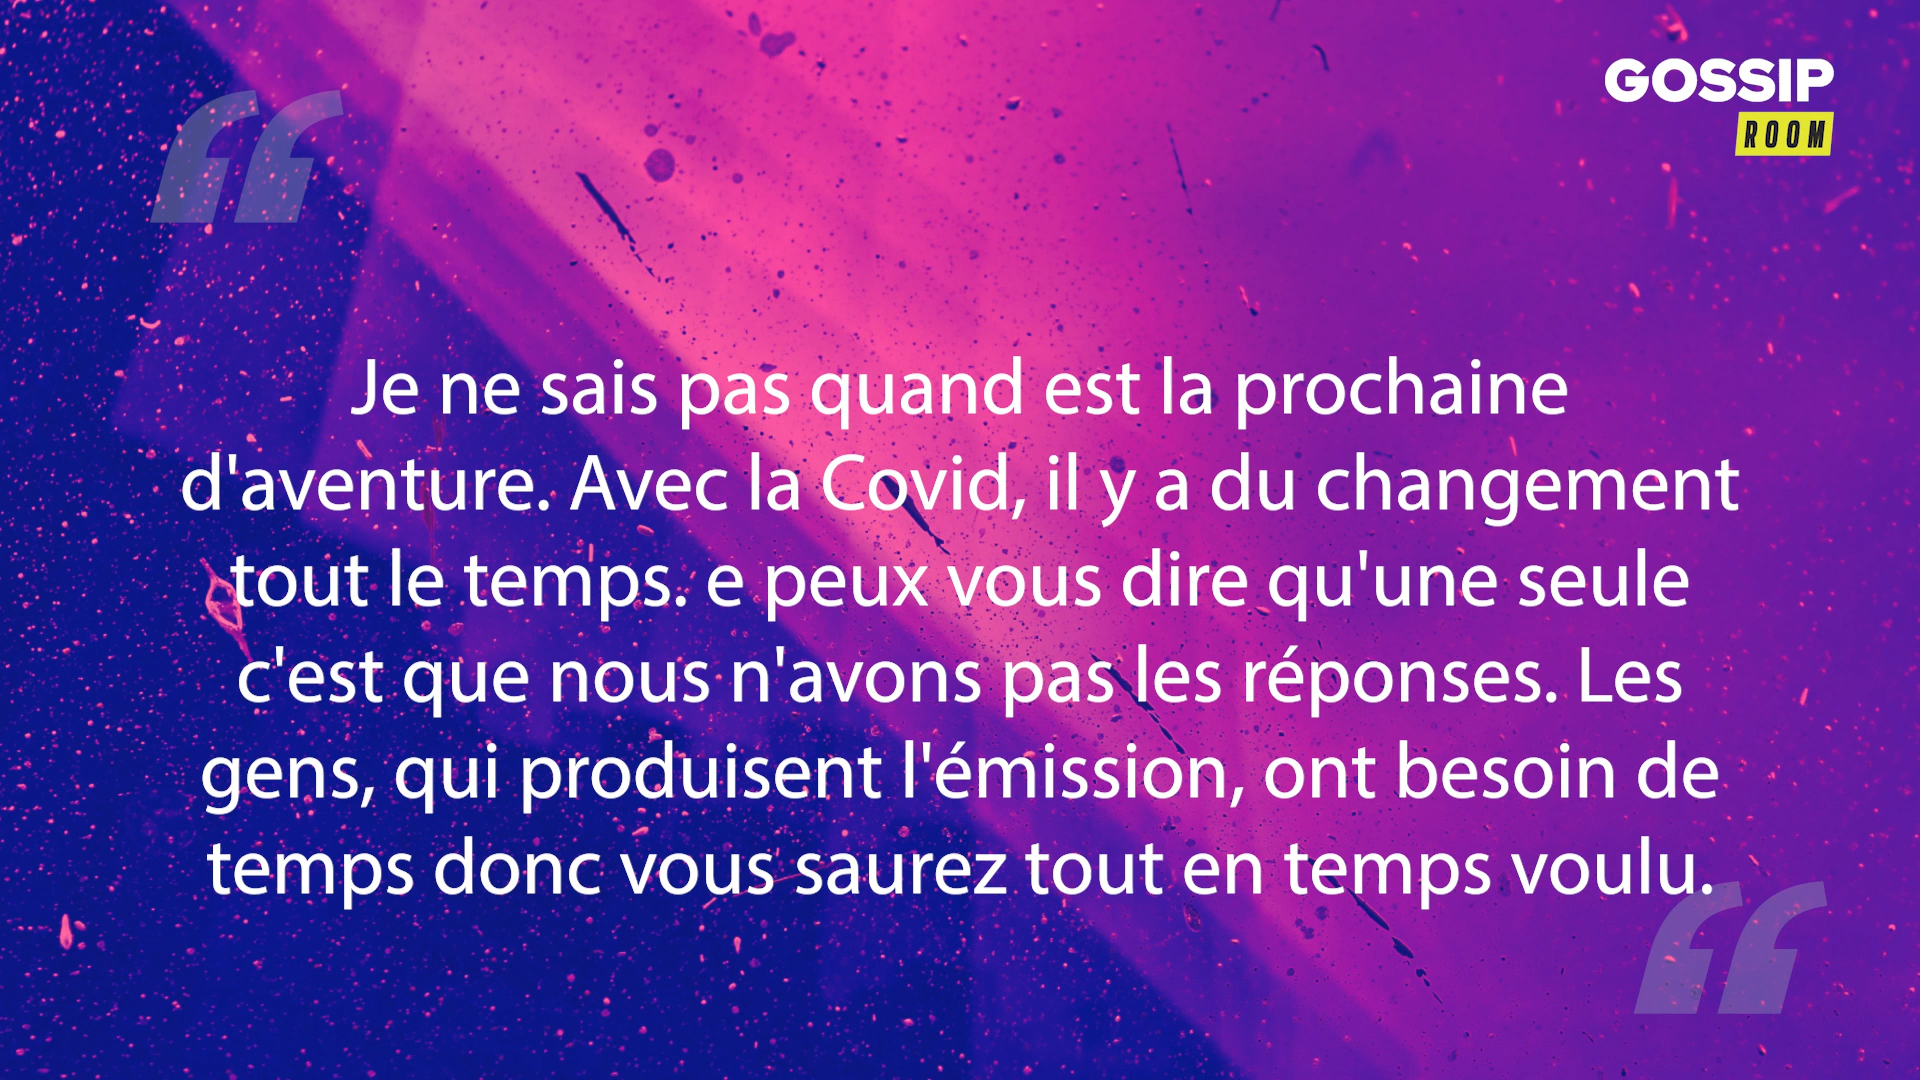 GOSSIP
ROOM
“
Je ne sais pas quand est la prochaine
d'aventure. Avec la Covid, il y a du changement
tout le temps. e peux vous dire qu'une seule
c'est que nous n'avons pas les réponses. Les
gens, qui produisent l'émission, ont besoin de
temps donc vous saurez tout en temps voulu.
“